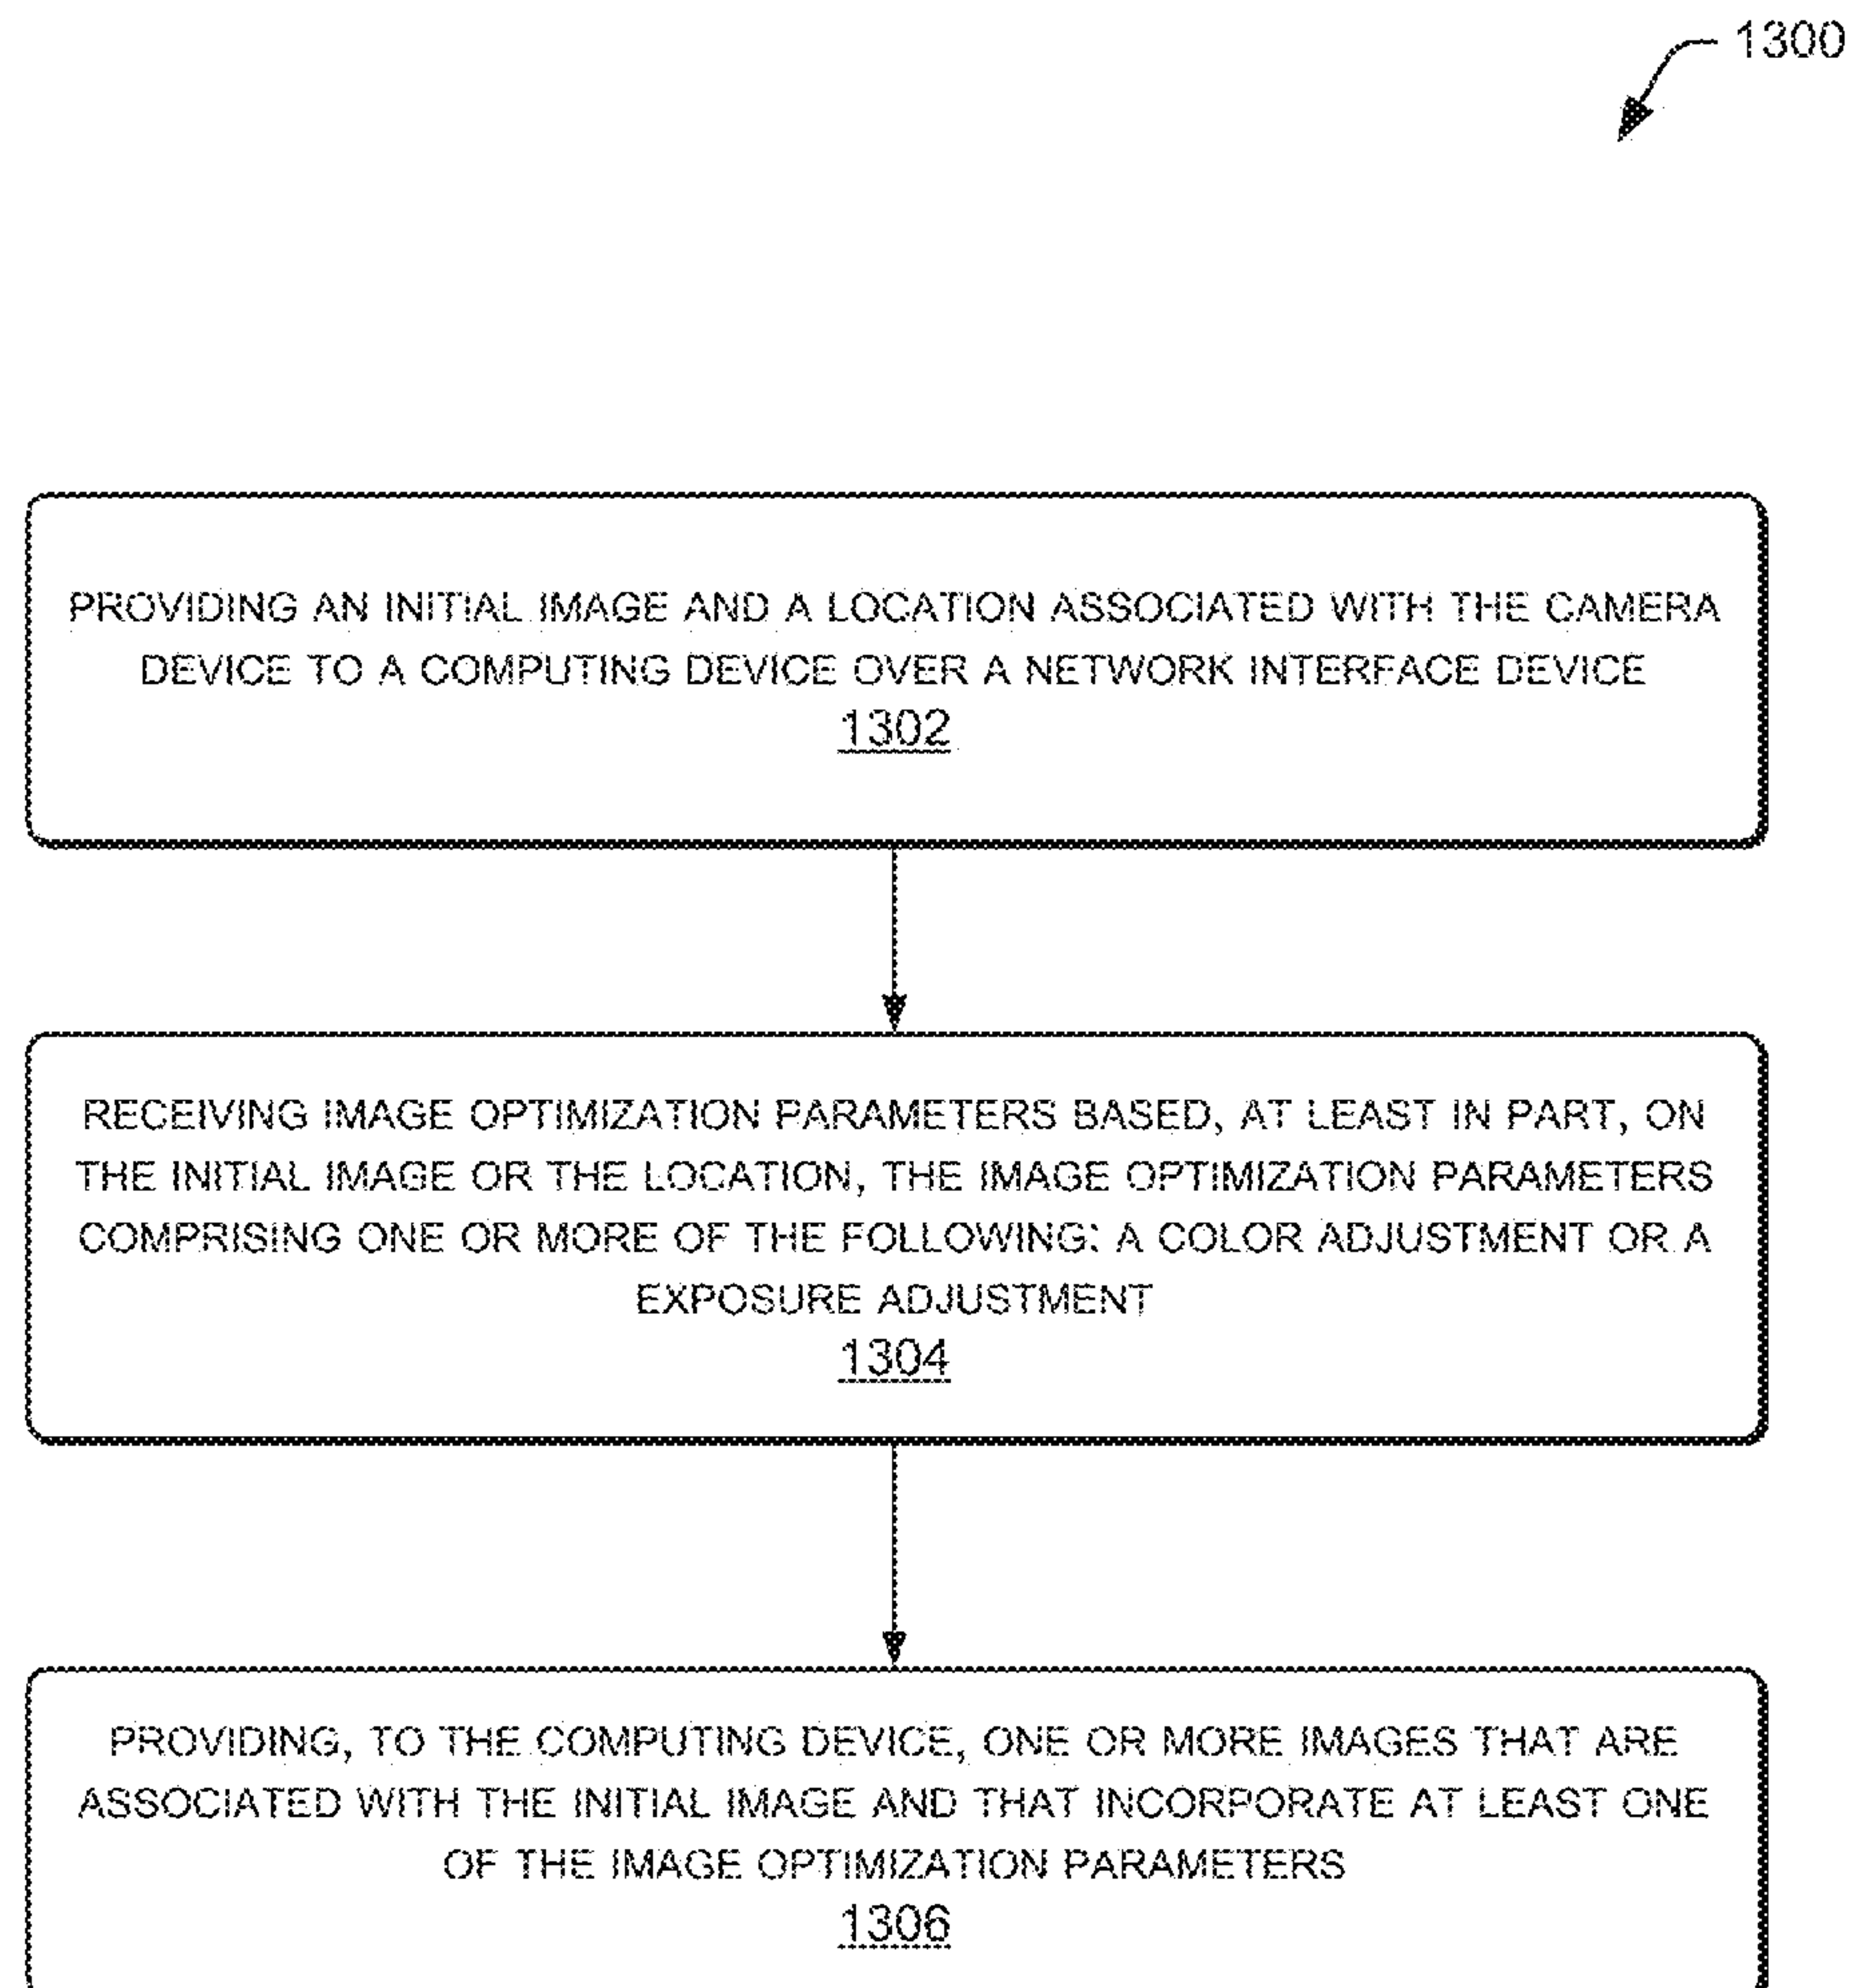 1300
PROVIDING AN INITIAL IMAGE AND A LOCATION ASSOCIATED WITH THE CAMERA
DEVICE TO A COMPUTING DEVICE OVER A NETWORK INTERFACE DEVICE
1302
RECEIVING IMAGE OPTIMIZATION PARAMETERS BASED, AT LEAST IN PART, ON
THE INITIAL IMAGE OR THE LOCATION, THE IMAGE OPTIMIZATION PARAMETERS
COMPRISING ONE OR MORE OF THE FOLLOWING: A COLOR ADJUSTMENT OR A
EXPOSURE ADJUSTMENT
1304
PROVIDING, TO THE COMPUTING DEVICE, ONE OR MORE IMAGES THAT ARE
ASSOCIATED WITH THE INITIAL IMAGE AND THAT INCORPORATE AT LEAST ONE
OF THE IMAGE OPTIMIZATION PARAMETERS
1306